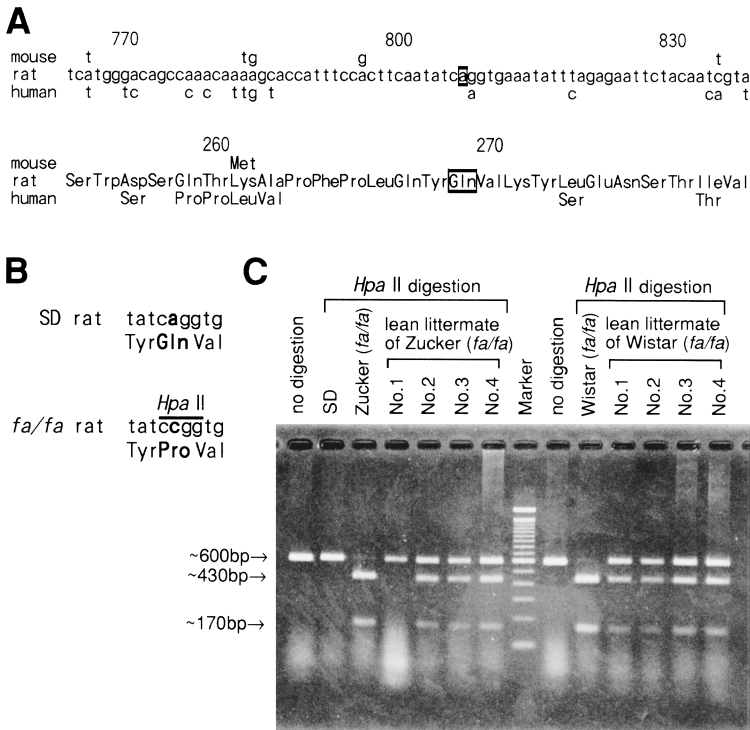 A
770 800 830
mouse t tg g t
rat tcatgggacagccaaacaaaagcaccatttccacttcaatatcaggtgaaatatttagagaattctacaatcgta
human t tc c c ttg t a c ca t
260 270
mouse Met
rat SerTrpAspSerGlnThrLysAlaProPheProLeuGlnTyrGlnValLysTyrLeuGluAsnSerThrIleVal
human Ser ProProLeuVal Ser Thr
B
SD rat tatcaggtg
TyrGln Val
Hpa II
fa/fa rat tatccggtg
TyrPro Val
C
Hpa II digestion Hpa II digestion
no digestion
SD
Zucker (fa/fa)
lean littermate
of Zucker (fa/fa)
No.1
No.2
No.3
No.4
Marker
no digestion
Wistar (fa/fa)
lean littermate
of Wistar (fa/fa)
No.1
No.2
No.3
No.4
~600bp→
~430bp→
~170bp→